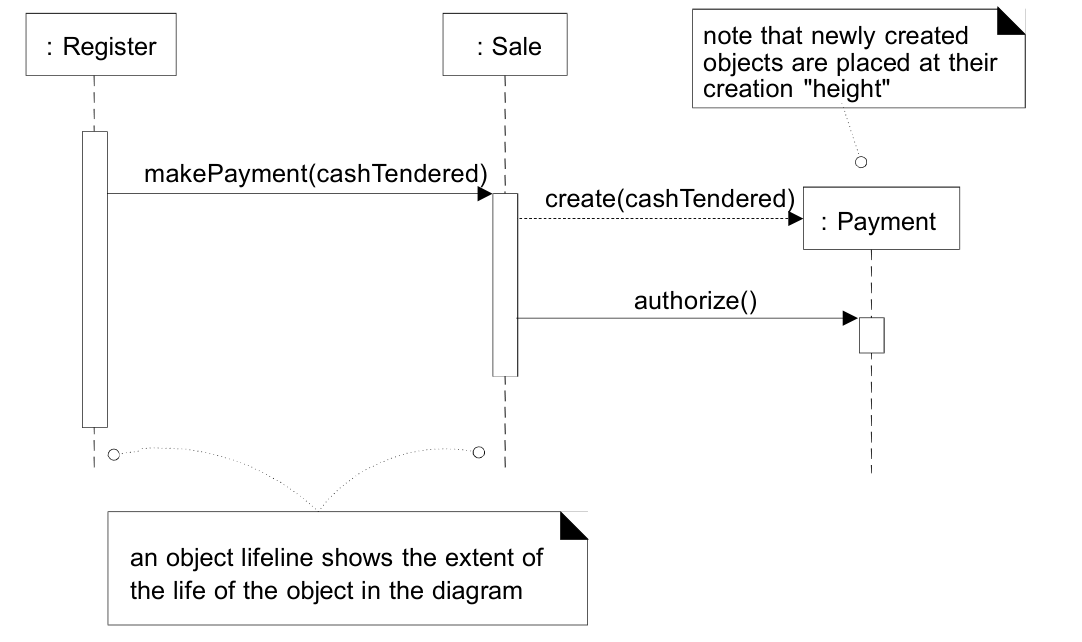 : Register
: Sale
note that newly created
objects are placed at their
creation "height"
makePayment(cashTendered)
create(cashTendered)
: Payment
authorize()
an object lifeline shows the extent of
the life of the object in the diagram